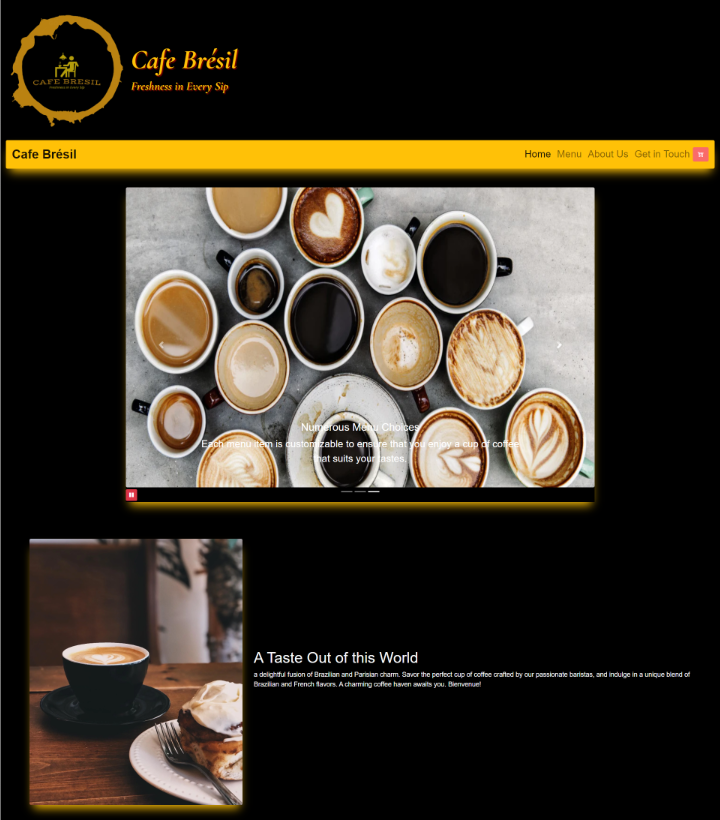 CAFE BRESIL
Freshness in Every Sip
Cafe Brésil
Freshness in Every Sip
Cafe Brésil
Home Menu About Us Get in Touch
Numerous Menu Choices
Each menu item is customizable to ensure that you enjoy a cup of coffee
that suits your tastes.
A Taste Out of this World
a delightful fusion of Brazilian and Parisian charm. Savor the perfect cup of coffee crafted by our passionate baristas, and indulge in a unique blend of
Brazilian and French flavors. A charming coffee haven awaits you. Bienvenue!